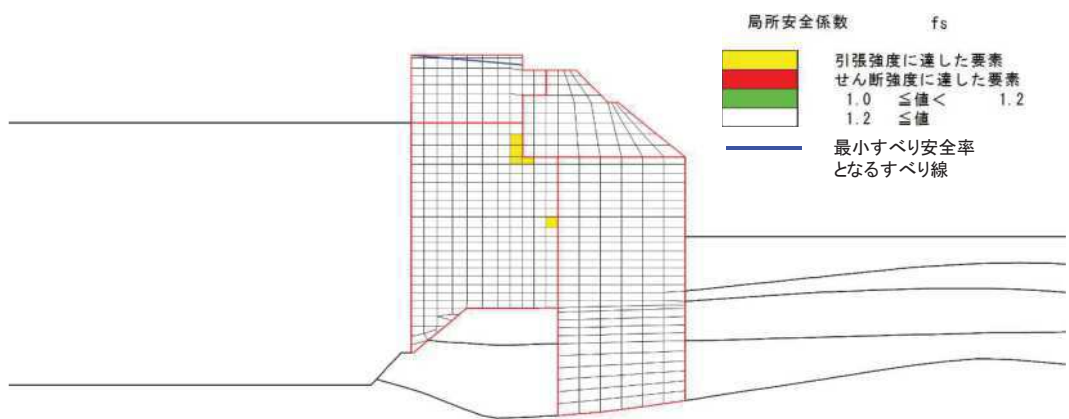 局所安全係数 fs
引張強度に達した要素
せん断強度に達した要素
1.0 ≦値< 1.2
1.2 ≦値
最小すべり安全率
となるすべり線